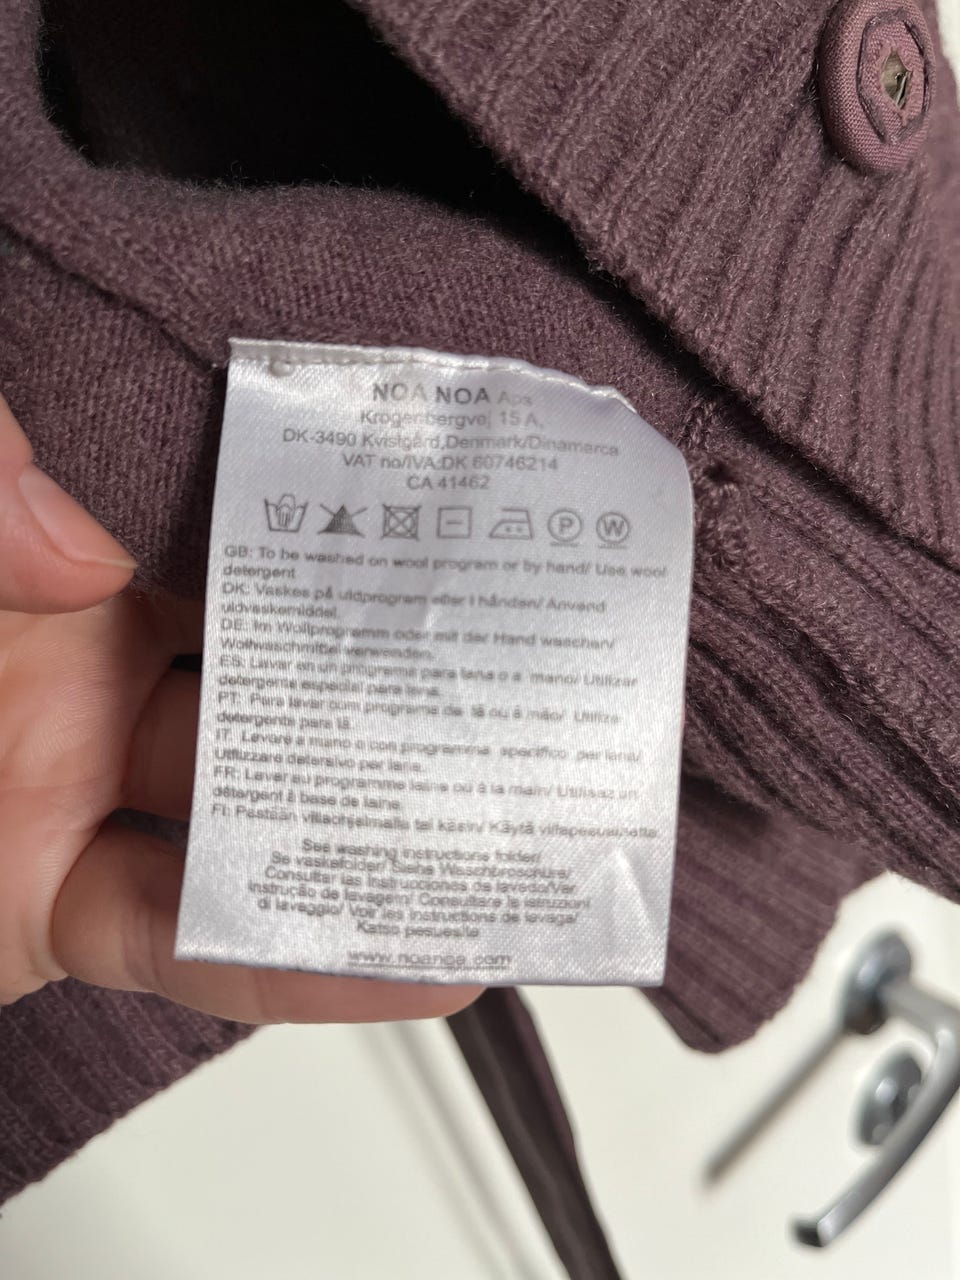 NOA NOA Aps
Krogenbergvej 15 A,
DK-3490 Kvistgård,Denmark/Dinamarca
VAT no/IVA:DK 60746214
CA 41462
P W
GB: To be washed on wool program or by hand/ Use wool
detergent
DK: Vaskes på uldprogram eller I hånden/ Anvend
uldvaskemiddel.
DE: Im Wollprogramm oder mit der Hand waschen/
Wollwaschmittel verwenden.
ES: Lavar en un programa para lana o a mano/ Utilizar
detergente especial para lana.
PT: Para lavar com programa de lã ou à mão/ Utilize
detergente para lã.
IT: Lavare a mano o con programma specifico per lana/
Utilizzare detersivo per lana.
FR: Laver au programme laine ou à la main/ Utilisez un
détergent à base de laine.
FI: Pestään villaohjelmalla tai käsin/ Käytä villapesuainetta.
See washing instructions folder/
Se vaskefolder/ Siehe Waschbroschüre/
Consultar las Instrucciones de lavado/Ver
instrução de lavagem/ Consultare la istruzioni
di lavaggio/ Voir les instructions de lavage/
Katso pesuseite
www.noanoa.com